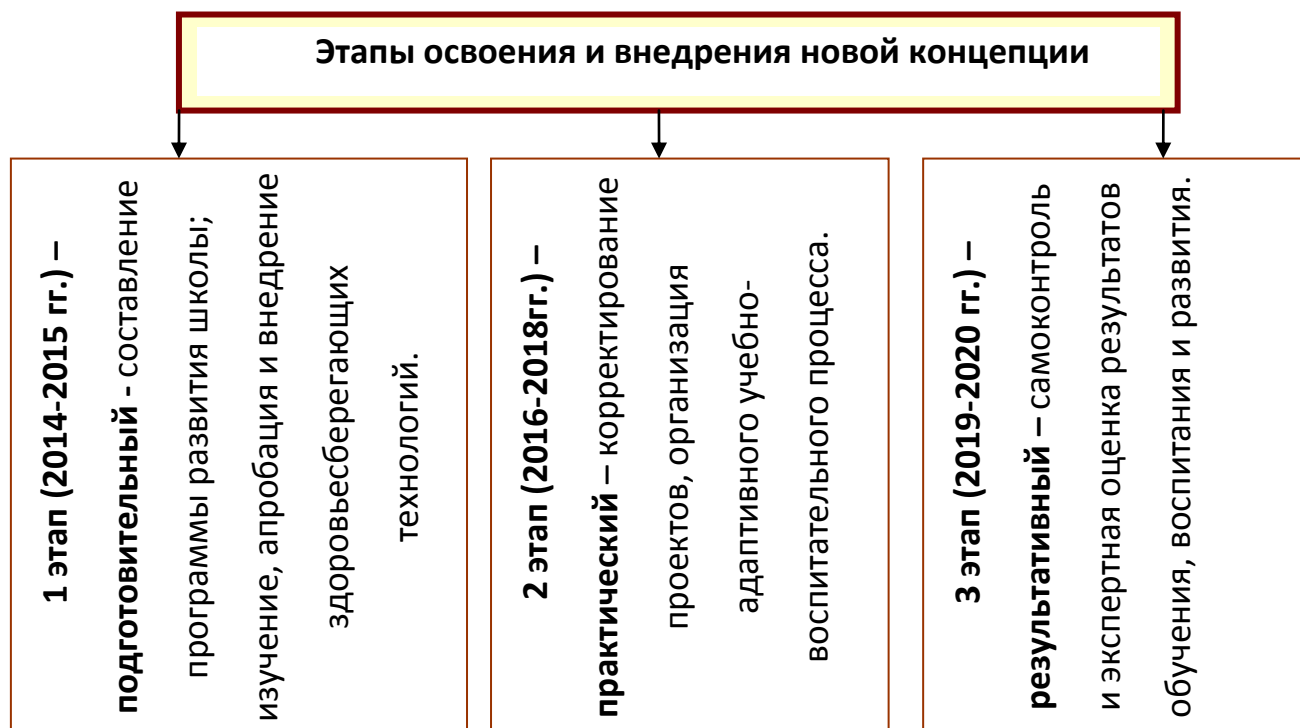 Этапы освоения и внедрения новой концепции
1 этап (2014-2015 гг.) –
подготовительный - составление
программы развития школы;
изучение, апробация и внедрение
здоровьесберегающих
технологий.
2 этап (2016-2018гг.) –
практический – корректирование
проектов, организация
адаптивного учебно-
воспитательного процесса.
3 этап (2019-2020 гг.) –
результативный – самоконтроль
и экспертная оценка результатов
обучения, воспитания и развития.